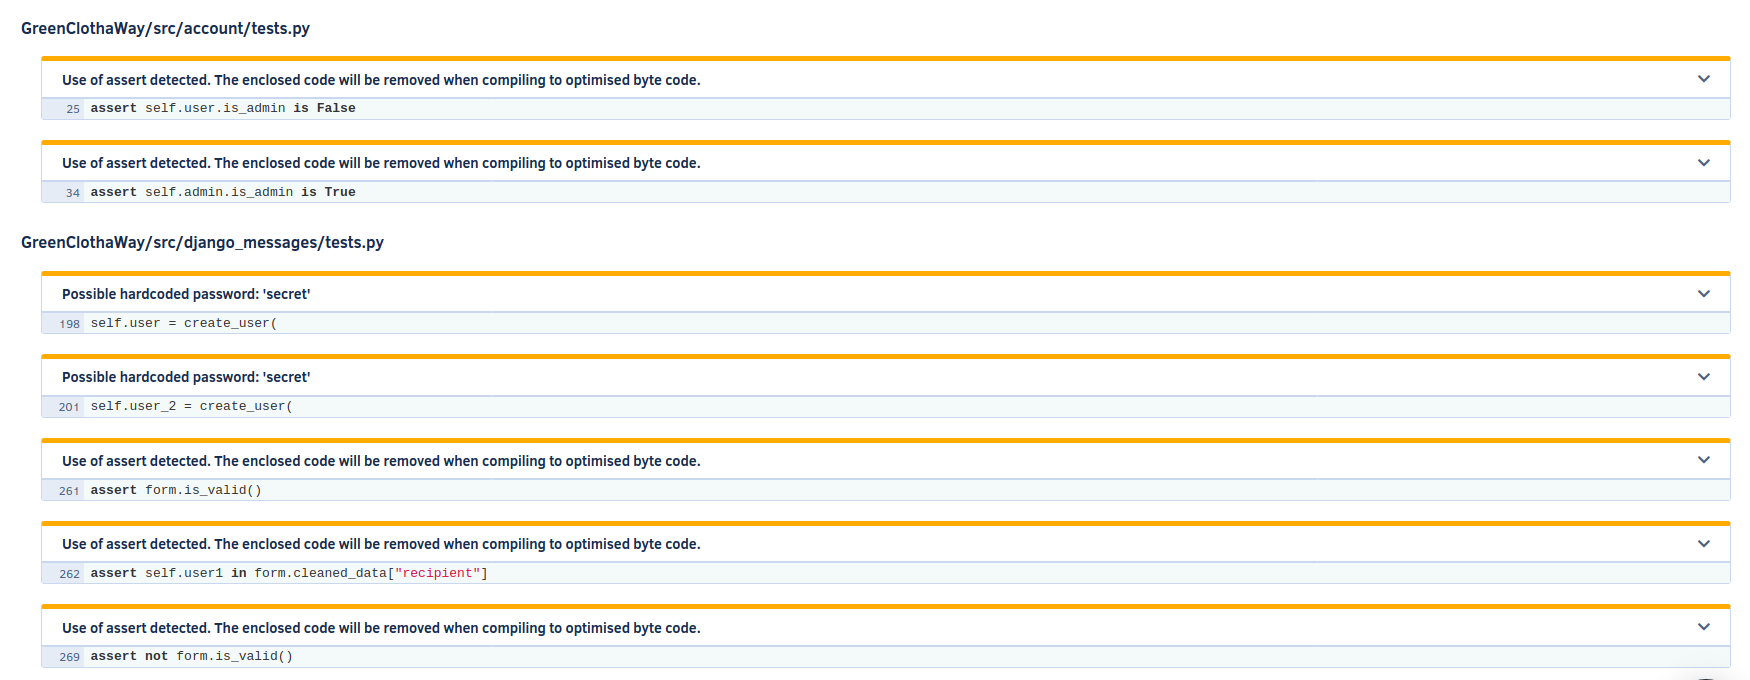 GreenClothaWay/src/account/tests.py
Use of assert detected. The enclosed code will be removed when compiling to optimised byte code.
25 assert self.user.is_admin is False
Use of assert detected. The enclosed code will be removed when compiling to optimised byte code.
34 assert self.admin.is_admin is True
GreenClothaWay/src/django_messages/tests.py
Possible hardcoded password: 'secret'
198 self.user = create_user(
Possible hardcoded password: 'secret'
201 self.user_2 = create_user(
Use of assert detected. The enclosed code will be removed when compiling to optimised byte code.
261 assert form.is_valid()
Use of assert detected. The enclosed code will be removed when compiling to optimised byte code.
262 assert self.user1 in form.cleaned_data["recipient"]
Use of assert detected. The enclosed code will be removed when compiling to optimised byte code.
269 assert not form.is_valid()